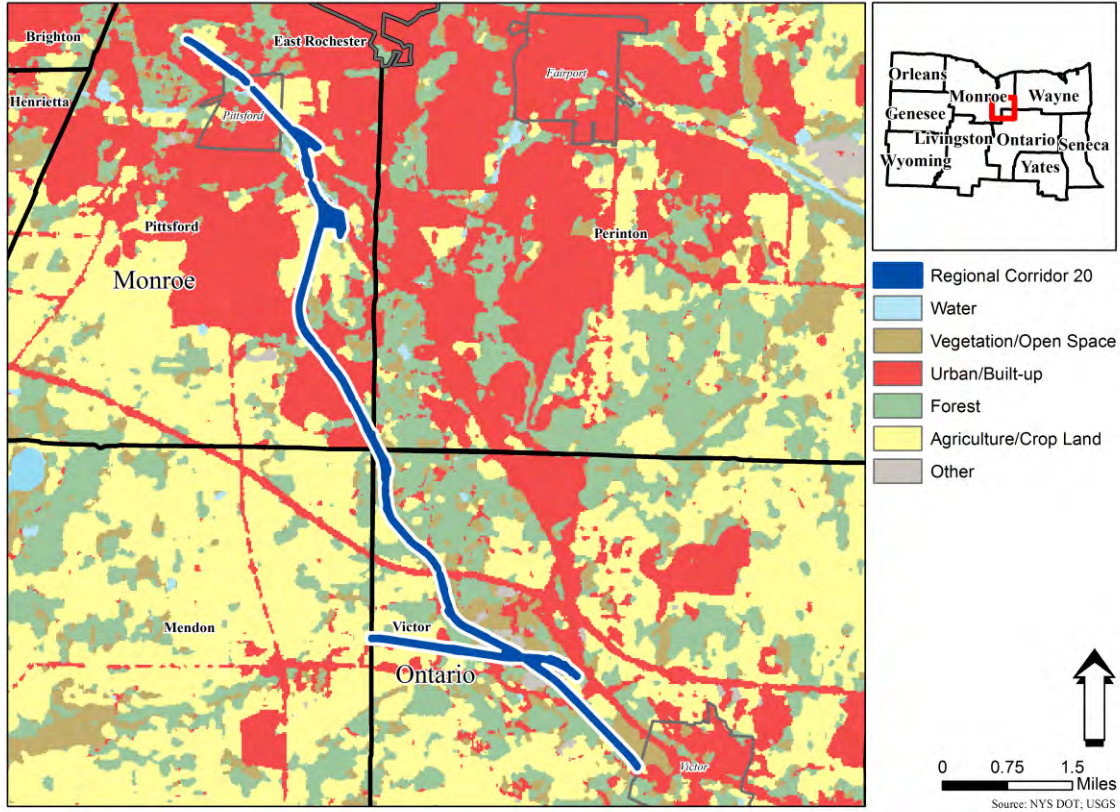 Brighton
East Rochester
Fairport
Henrietta
Pittsford
Pittsford
Perinton
Monroe
Mendon
Victor
Ontario
Victor
Orleans
Monroe
Wayne
Genesee
Livingston
Ontario
Seneca
Wyoming
Yates
Regional Corridor 20
Water
Vegetation/Open Space
Urban/Built-up
Forest
Agriculture/Crop Land
Other
0 0.75 1.5
Miles
Source: NYS DOT; USGS